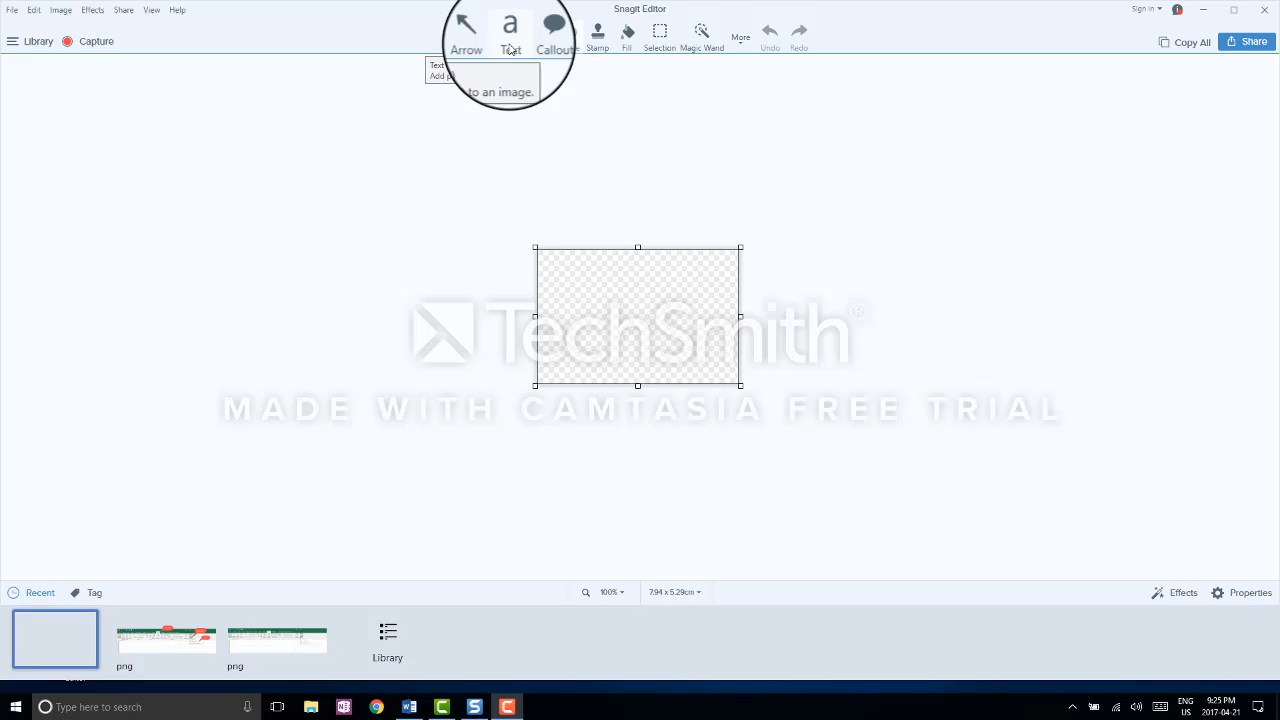 File Edit Image Effects Share View Help
Snagit Editor
Sign in
Library Capture
Arrow Text Callout Stamp Fill Selection Magic Wand More Undo Redo
Copy All Share
Text
Add p
to an image.
TechSmith®
MADE WITH CAMTASIA FREE TRIAL
Recent Tag
100%
7.94 x 5.29cm
Effects Properties
png
png
Library
Type here to search
ENG
US
9:25 PM
2017-04-21